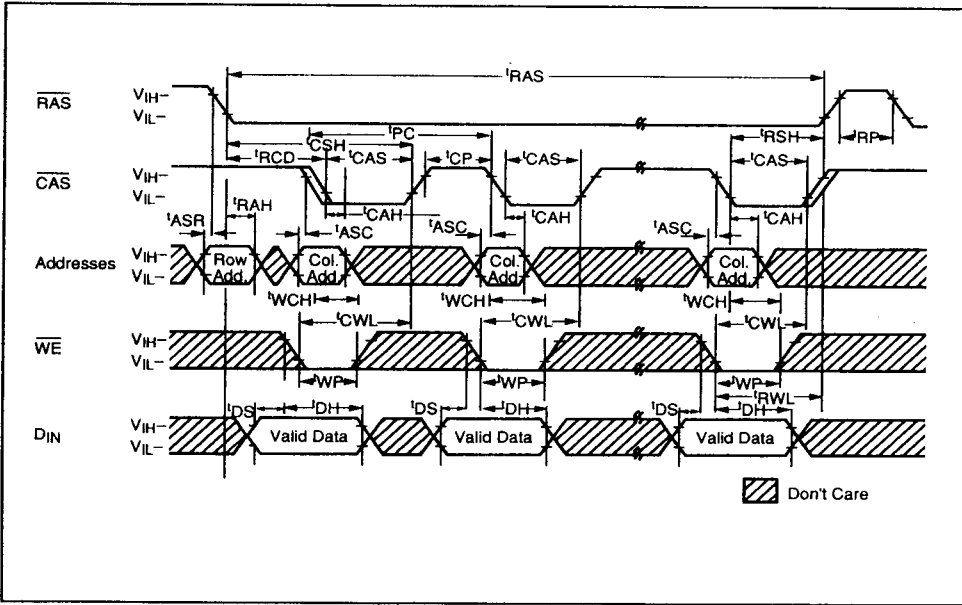 tRAS
RAS VIH– VIL–
tPC
tCSH tRSH tRP
tRCD tCAS tCP tCAS tCAS
CAS VIH– VIL–
tRAH tCAH tCAH tCAH
tASR tASC tASC tASC
Addresses VIH– VIL–
Row Add. Col. Add. Col. Add. Col. Add.
tWCH tWCH tWCH
tCWL tCWL tCWL
WE VIH– VIL–
tWP tWP tWP
tRWL
tDS tDH tDS tDH tDS tDH
DIN VIH– VIL–
Valid Data Valid Data Valid Data
Don't Care